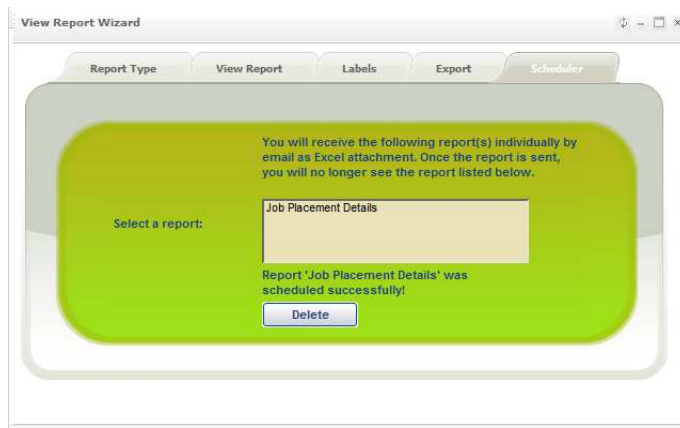 View Report Wizard
Report Type
View Report
Labels
Export
Scheduler
You will receive the following report(s) individually by
email as Excel attachment. Once the report is sent,
you will no longer see the report listed below.
Select a report:
Job Placement Details
Report 'Job Placement Details' was
scheduled successfully!
Delete